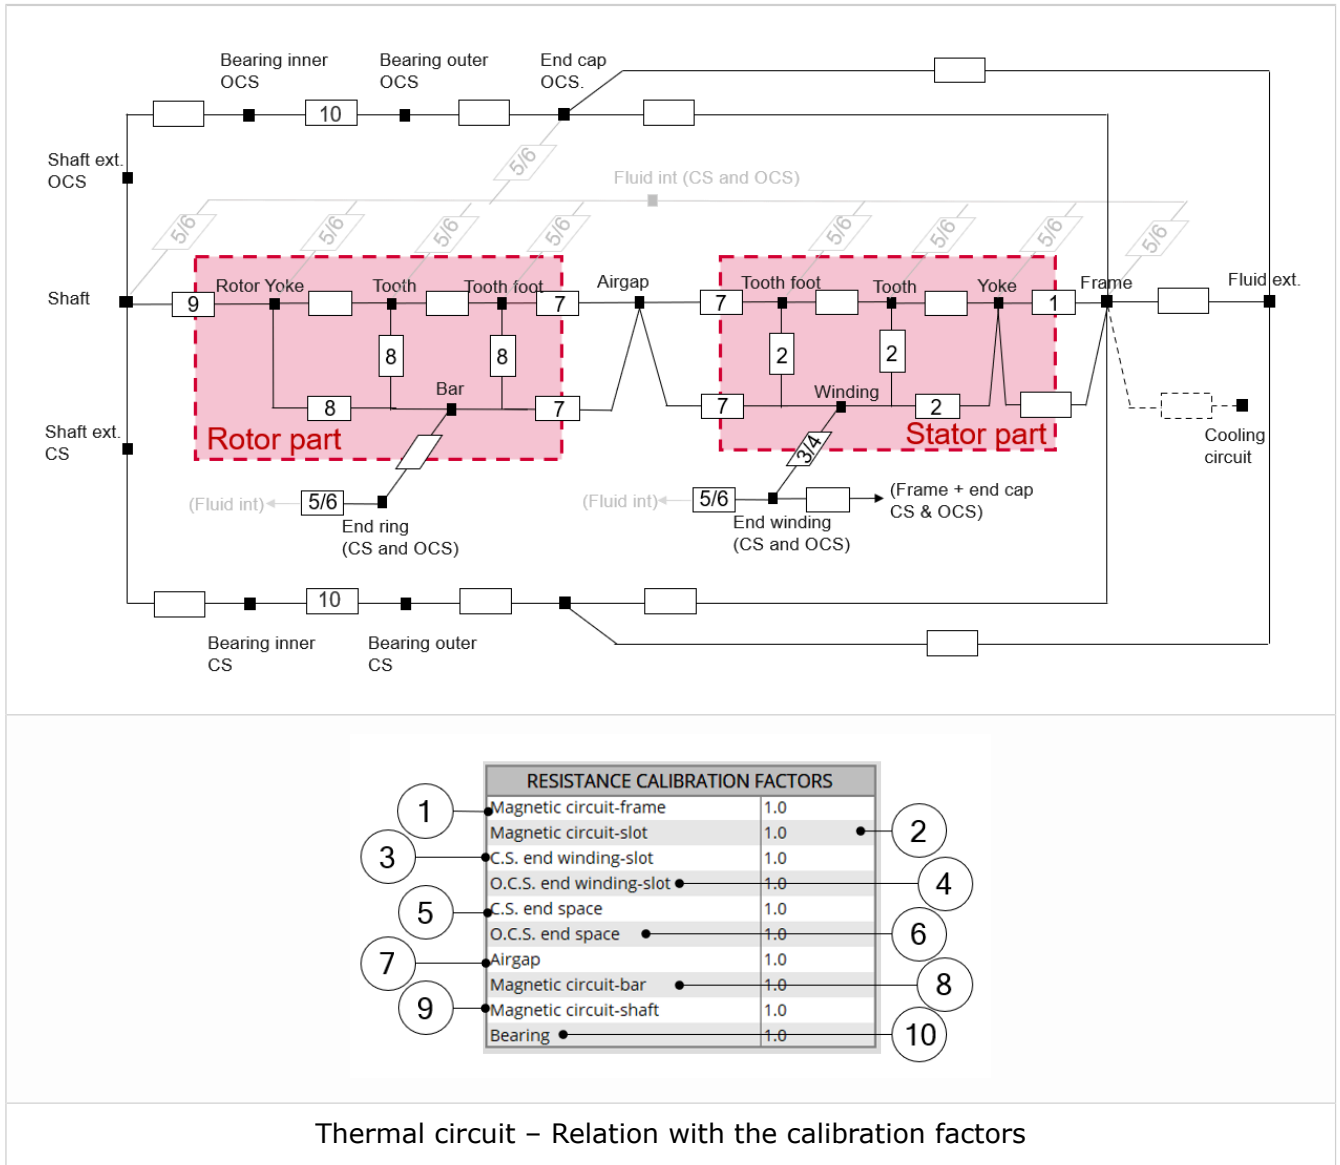 Bearing inner
OCS
Bearing outer
OCS
End cap
OCS.
10
Shaft ext.
OCS
5/6
Fluid int (CS and OCS)
5/6
5/6
5/6
5/6
5/6
5/6
5/6
5/6
Shaft
9
Rotor Yoke
Tooth
Tooth foot
7
Airgap
7
Tooth foot
Tooth
Yoke
1
Frame
Fluid ext.
8
8
2
2
8
Bar
7
7
Winding
2
Rotor part
Stator part
Shaft ext.
CS
3/4
Cooling
circuit
(Fluid int)
5/6
End ring
(CS and OCS)
(Fluid int)
5/6
End winding
(CS and OCS)
(Frame + end cap
CS & OCS)
10
Bearing inner
CS
Bearing outer
CS
RESISTANCE CALIBRATION FACTORS
1 Magnetic circuit-frame 1.0
Magnetic circuit-slot 1.0 2
3 C.S. end winding-slot 1.0
O.C.S. end winding-slot 1.0 4
5 C.S. end space 1.0
O.C.S. end space 1.0 6
7 Airgap 1.0
Magnetic circuit-bar 1.0 8
9 Magnetic circuit-shaft 1.0
Bearing 1.0 10
Thermal circuit – Relation with the calibration factors